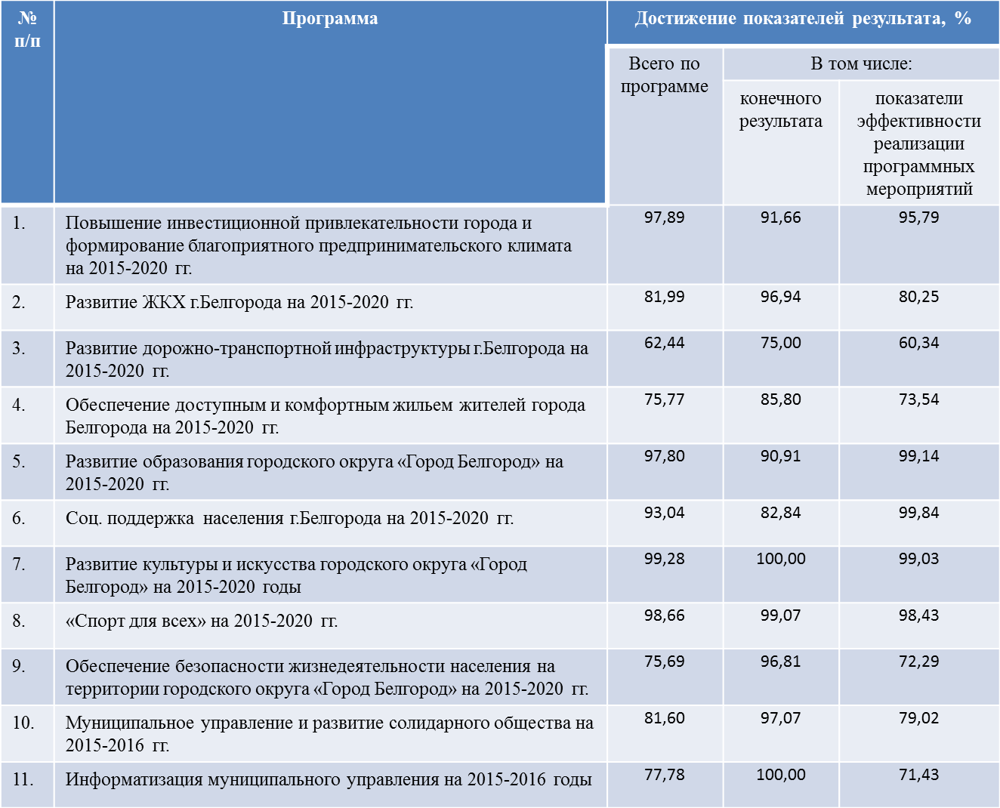 №
п/п
Программа
Достижение показателей результата, %
Всего по
программе
В том числе:
конечного
результата
показатели
эффективности
реализации
программных
мероприятий
1.
Повышение инвестиционной привлекательности города и
формирование благоприятного предпринимательского климата
на 2015-2020 гг.
97,89
91,66
95,79
2.
Развитие ЖКХ г.Белгорода на 2015-2020 гг.
81,99
96,94
80,25
3.
Развитие дорожно-транспортной инфраструктуры г.Белгорода на
2015-2020 гг.
62,44
75,00
60,34
4.
Обеспечение доступным и комфортным жильем жителей города
Белгорода на 2015-2020 гг.
75,77
85,80
73,54
5.
Развитие образования городского округа «Город Белгород» на
2015-2020 гг.
97,80
90,91
99,14
6.
Соц. поддержка населения г.Белгорода на 2015-2020 гг.
93,04
82,84
99,84
7.
Развитие культуры и искусства городского округа «Город
Белгород» на 2015-2020 годы
99,28
100,00
99,03
8.
«Спорт для всех» на 2015-2020 гг.
98,66
99,07
98,43
9.
Обеспечение безопасности жизнедеятельности населения на
территории городского округа «Город Белгород» на 2015-2020 гг.
75,69
96,81
72,29
10.
Муниципальное управление и развитие солидарного общества на
2015-2016 гг.
81,60
97,07
79,02
11.
Информатизация муниципального управления на 2015-2016 годы
77,78
100,00
71,43